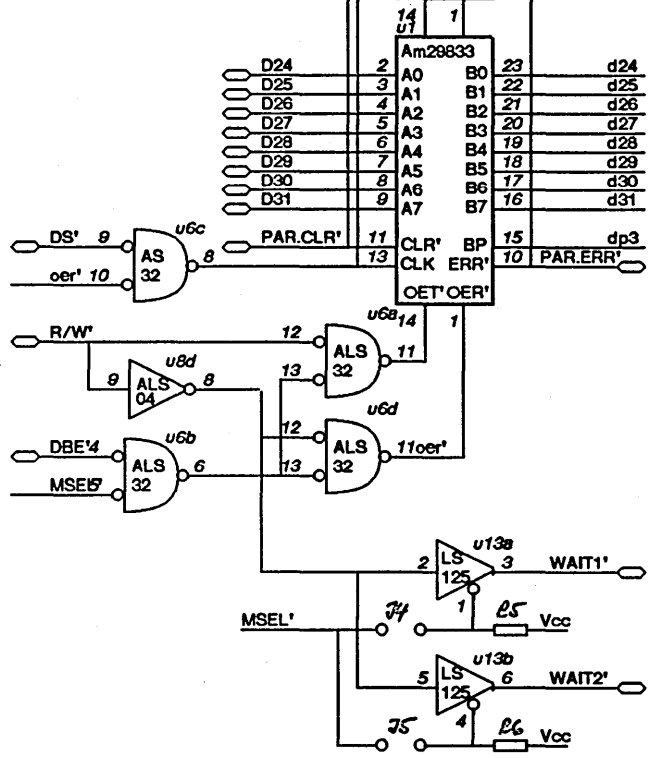 14 1
u1
Am29833
D24 2 A0 B0 23 d24
D25 3 A1 B1 22 d25
D26 4 A2 B2 21 d26
D27 5 A3 B3 20 d27
D28 6 A4 B4 19 d28
D29 7 A5 B5 18 d29
D30 8 A6 B6 17 d30
D31 9 A7 B7 16 d31
PAR.CLR' 11 CLR' BP 15 dp3
13 CLK ERR' 10 PAR.ERR'
OET' OER'
14 1
u6c
DS' 9
AS
32
8
oer' 10
u6a
R/W' 12
ALS
32
11
13
u8d
9
ALS
04
8
u6d
12
ALS
32
11 oer'
13
u6b
DBE' 4
ALS
32
6
MSEL' 5
u13a
2
LS
125
3 WAIT1'
1
MSEL' J4 R5 Vcc
u13b
5
LS
125
6 WAIT2'
4
J5 R6 Vcc